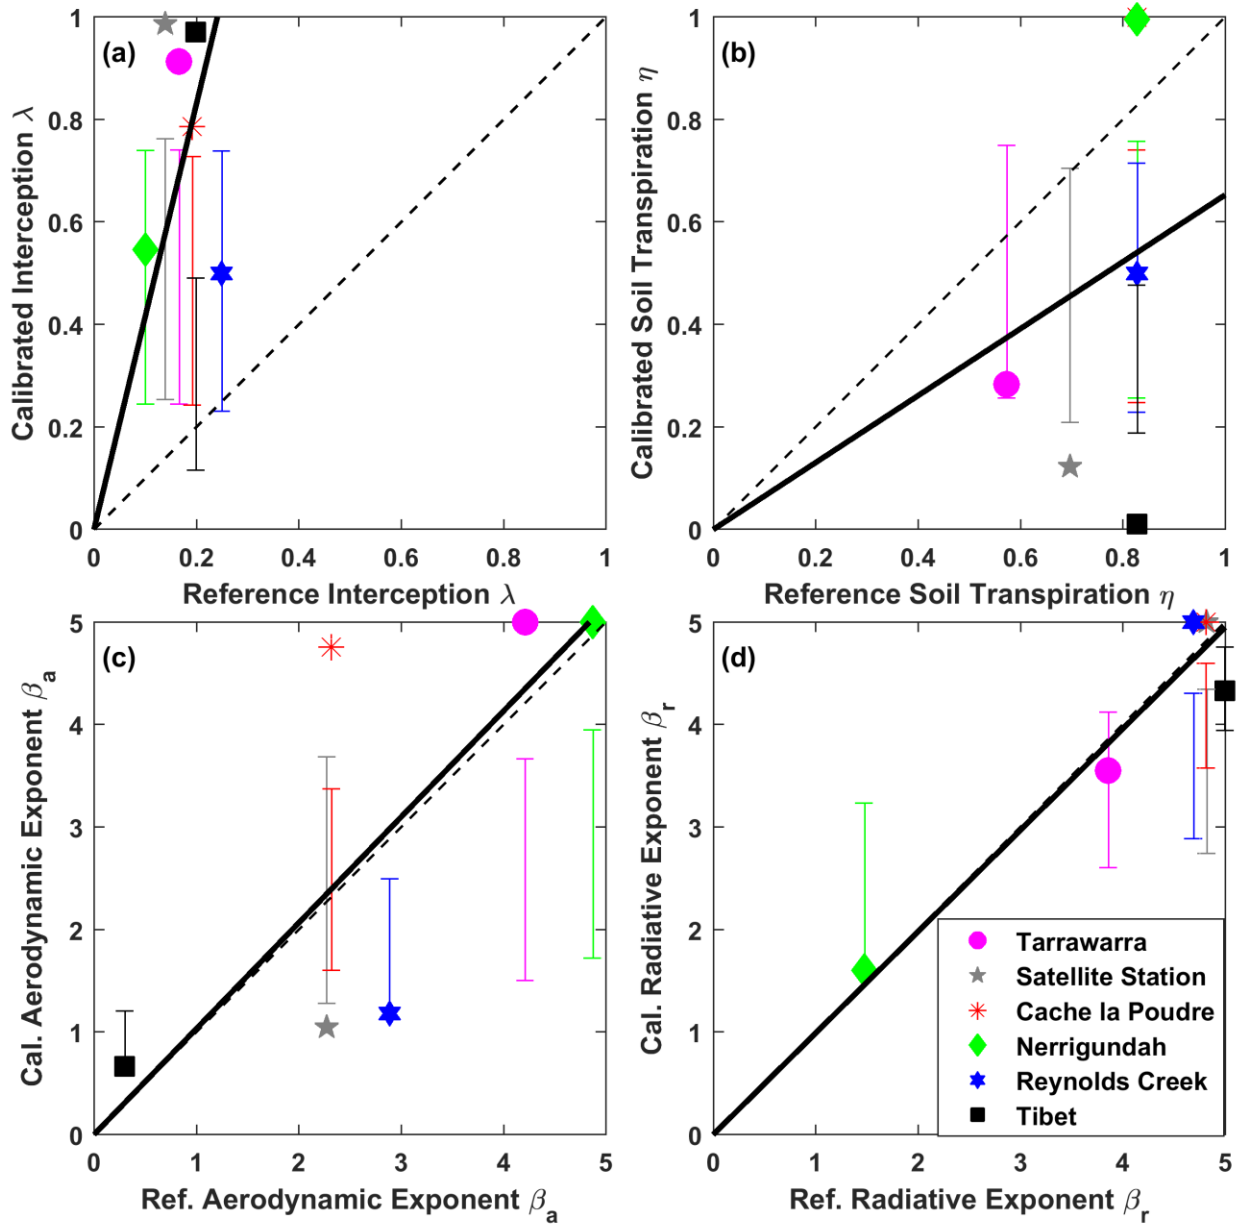 (a)
Calibrated Interception λ
1
0.8
0.6
0.4
0.2
0
0 0.2 0.4 0.6 0.8 1
Reference Interception λ
(b)
Calibrated Soil Transpiration η
1
0.8
0.6
0.4
0.2
0
0 0.2 0.4 0.6 0.8 1
Reference Soil Transpiration η
(c)
Cal. Aerodynamic Exponent βa
5
4
3
2
1
0
0 1 2 3 4 5
Ref. Aerodynamic Exponent βa
(d)
Cal. Radiative Exponent βr
5
4
3
2
1
0
0 1 2 3 4 5
Ref. Radiative Exponent βr
Tarrawarra
Satellite Station
Cache la Poudre
Nerrigundah
Reynolds Creek
Tibet